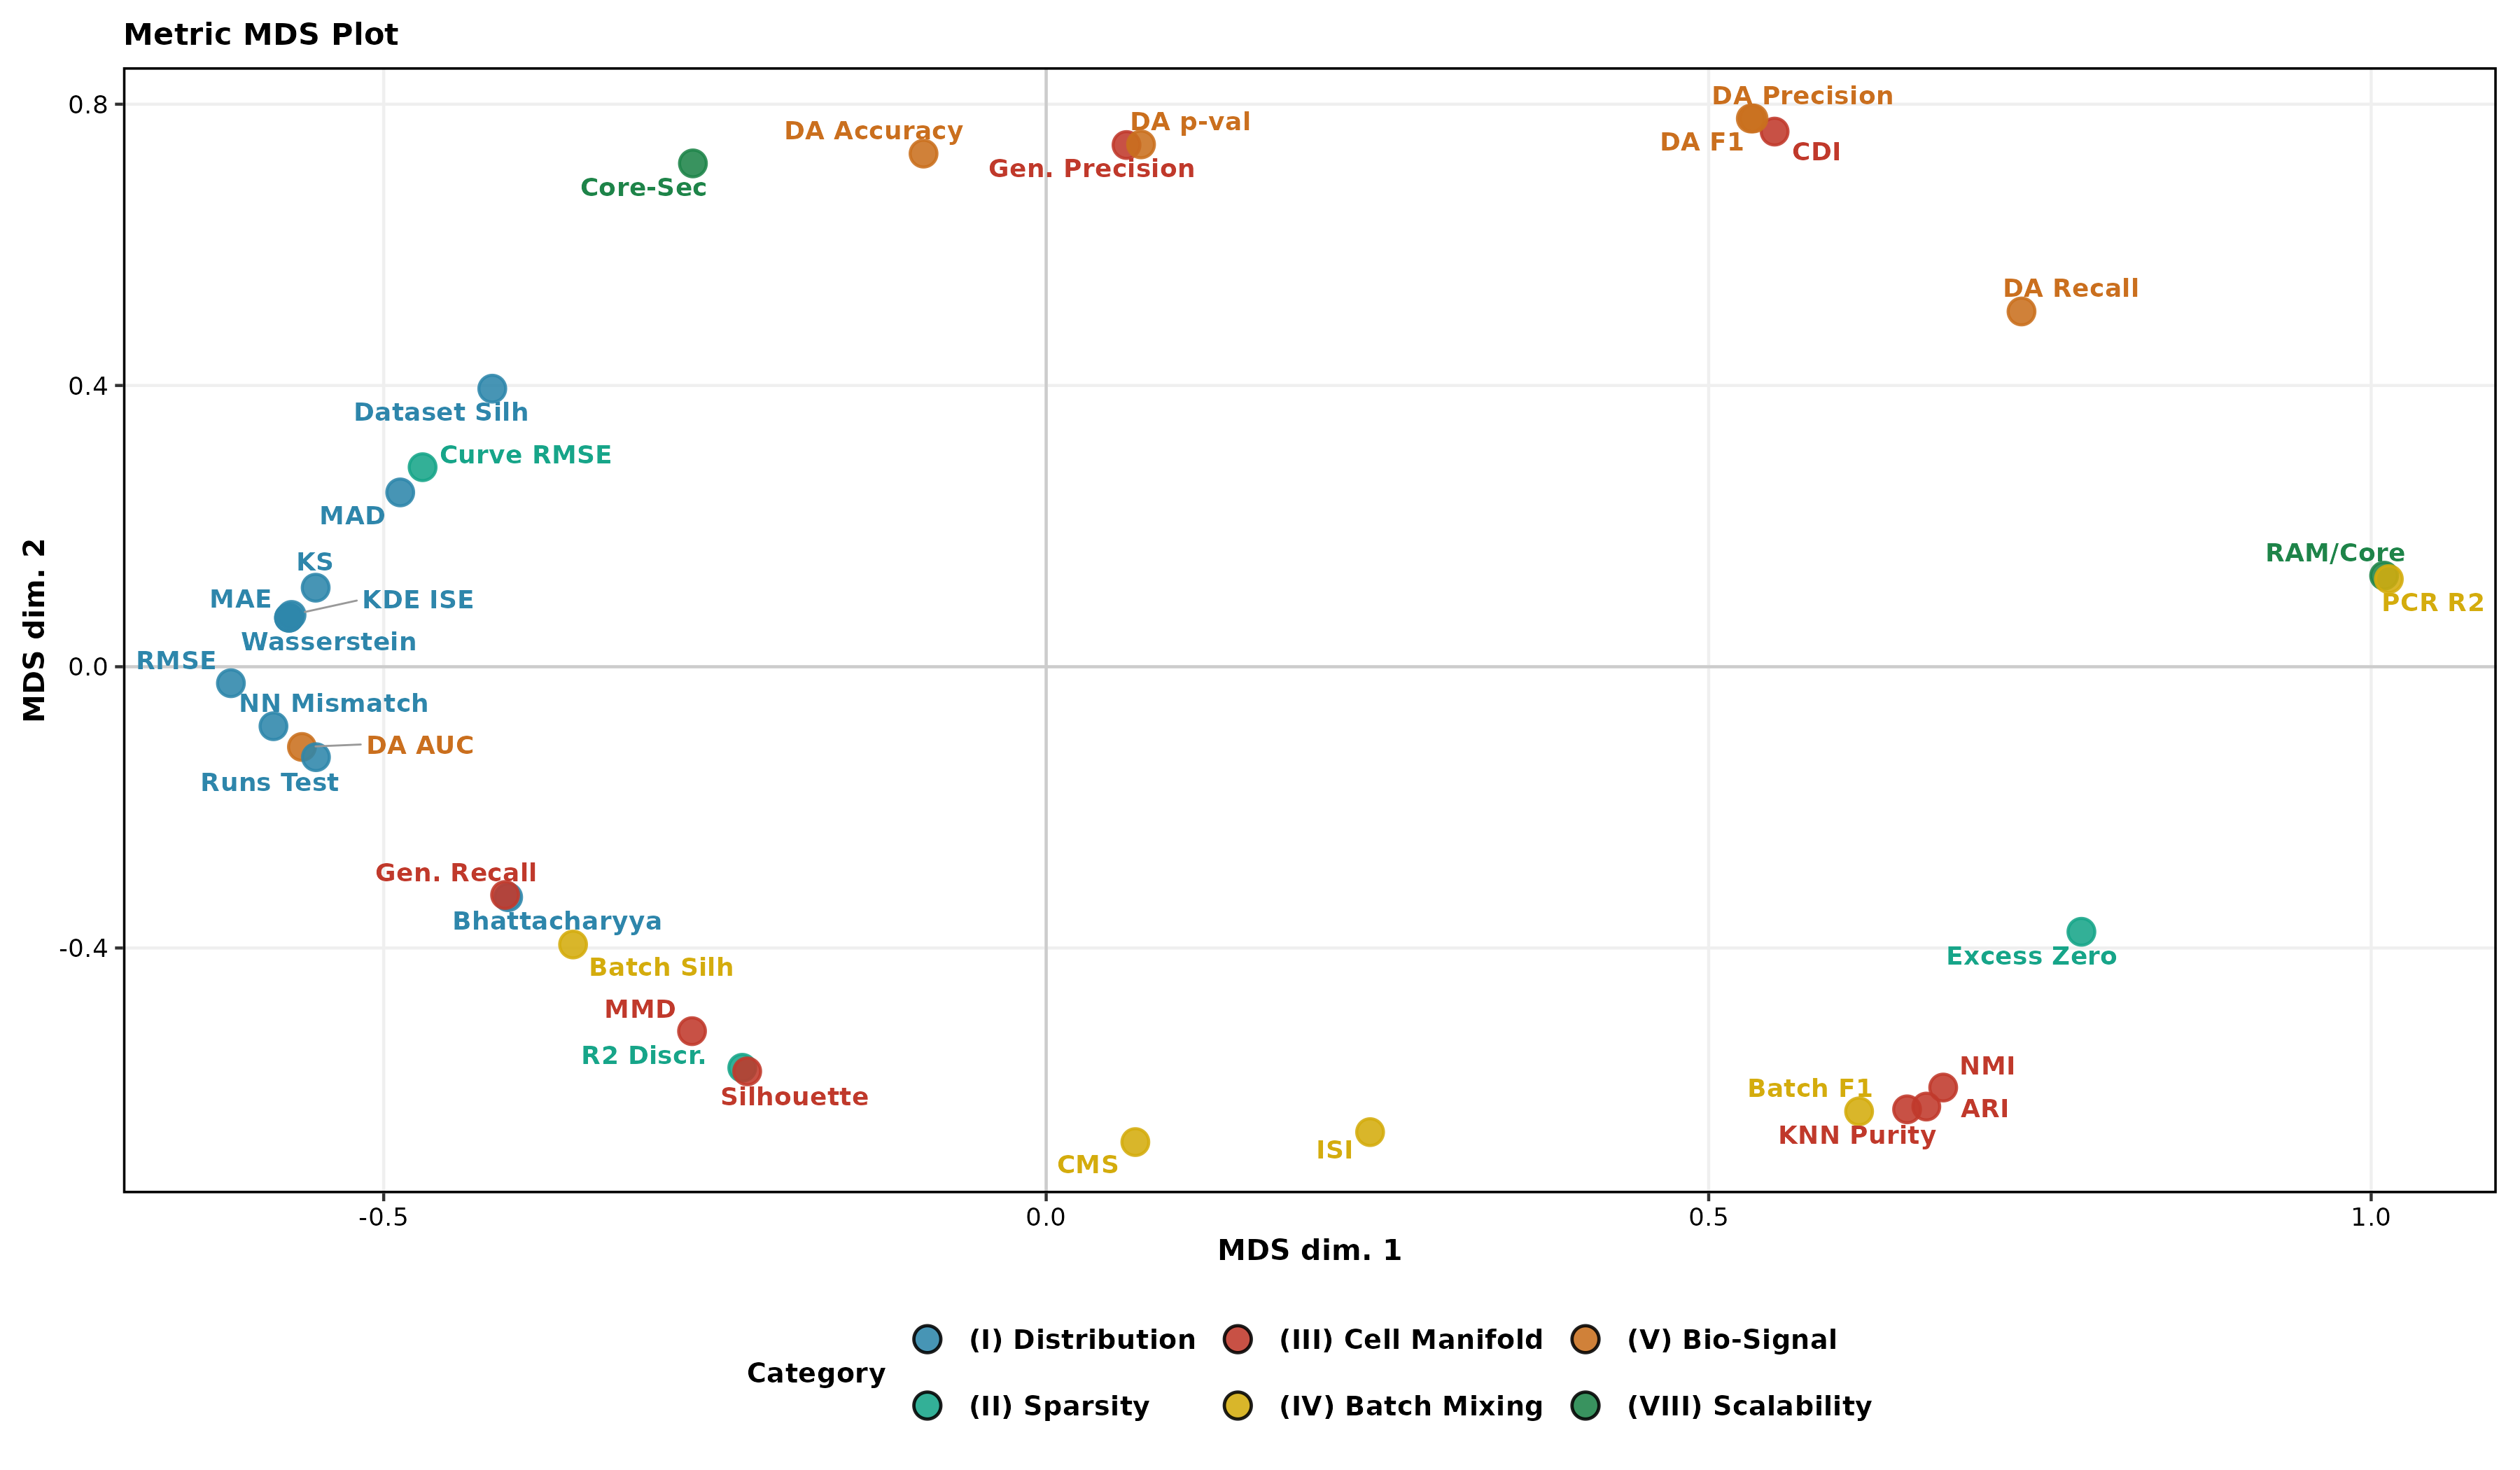 Metric MDS Plot
0.8
DA Precision
DA p-val
DA Accuracy
DA F1
CDI
Gen. Precision
Core-Sec
DA Recall
0.4
Dataset Silh
Curve RMSE
MAD
RAM/Core
KS
MAE
KDE ISE
PCR R2
Wasserstein
RMSE
0.0
NN Mismatch
DA AUC
Runs Test
MDS dim. 2
Gen. Recall
Bhattacharyya
-0.4
Excess Zero
Batch Silh
MMD
R2 Discr.
NMI
Batch F1
Silhouette
ARI
KNN Purity
ISI
CMS
-0.5
0.0
0.5
1.0
MDS dim. 1
Category
(I) Distribution
(III) Cell Manifold
(V) Bio-Signal
(II) Sparsity
(IV) Batch Mixing
(VIII) Scalability